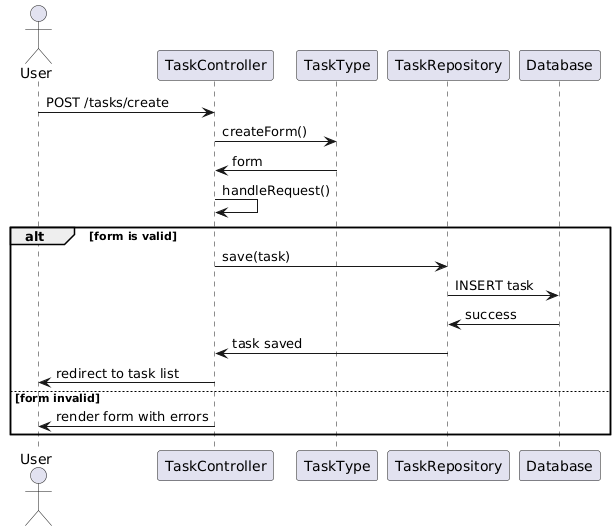 User
TaskController
TaskType
TaskRepository
Database
POST /tasks/create
createForm()
form
handleRequest()
alt
[form is valid]
save(task)
INSERT task
success
task saved
redirect to task list
[form invalid]
render form with errors
User
TaskController
TaskType
TaskRepository
Database